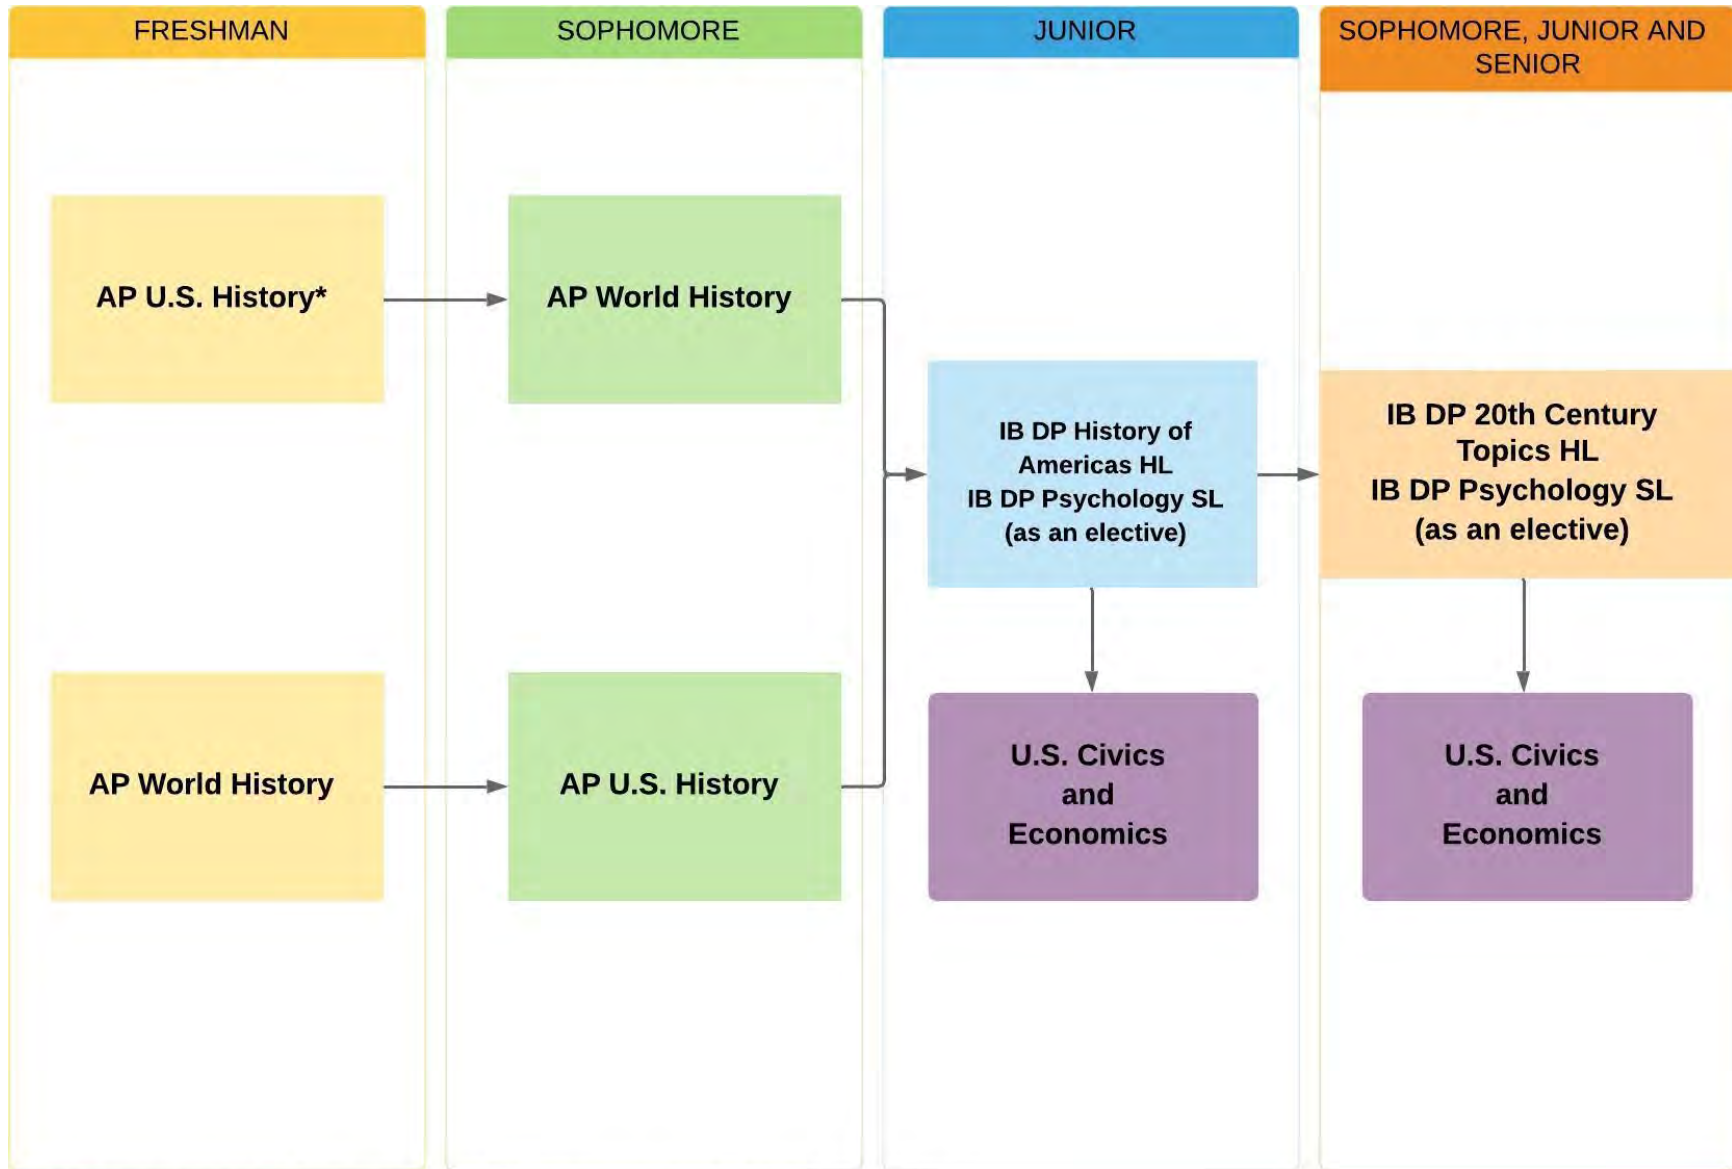 FRESHMAN
SOPHOMORE
JUNIOR
SOPHOMORE, JUNIOR AND
SENIOR
AP U.S. History*
AP World History
IB DP History of
Americas HL
IB DP Psychology SL
(as an elective)
IB DP 20th Century
Topics HL
IB DP Psychology SL
(as an elective)
AP World History
AP U.S. History
U.S. Civics
and
Economics
U.S. Civics
and
Economics